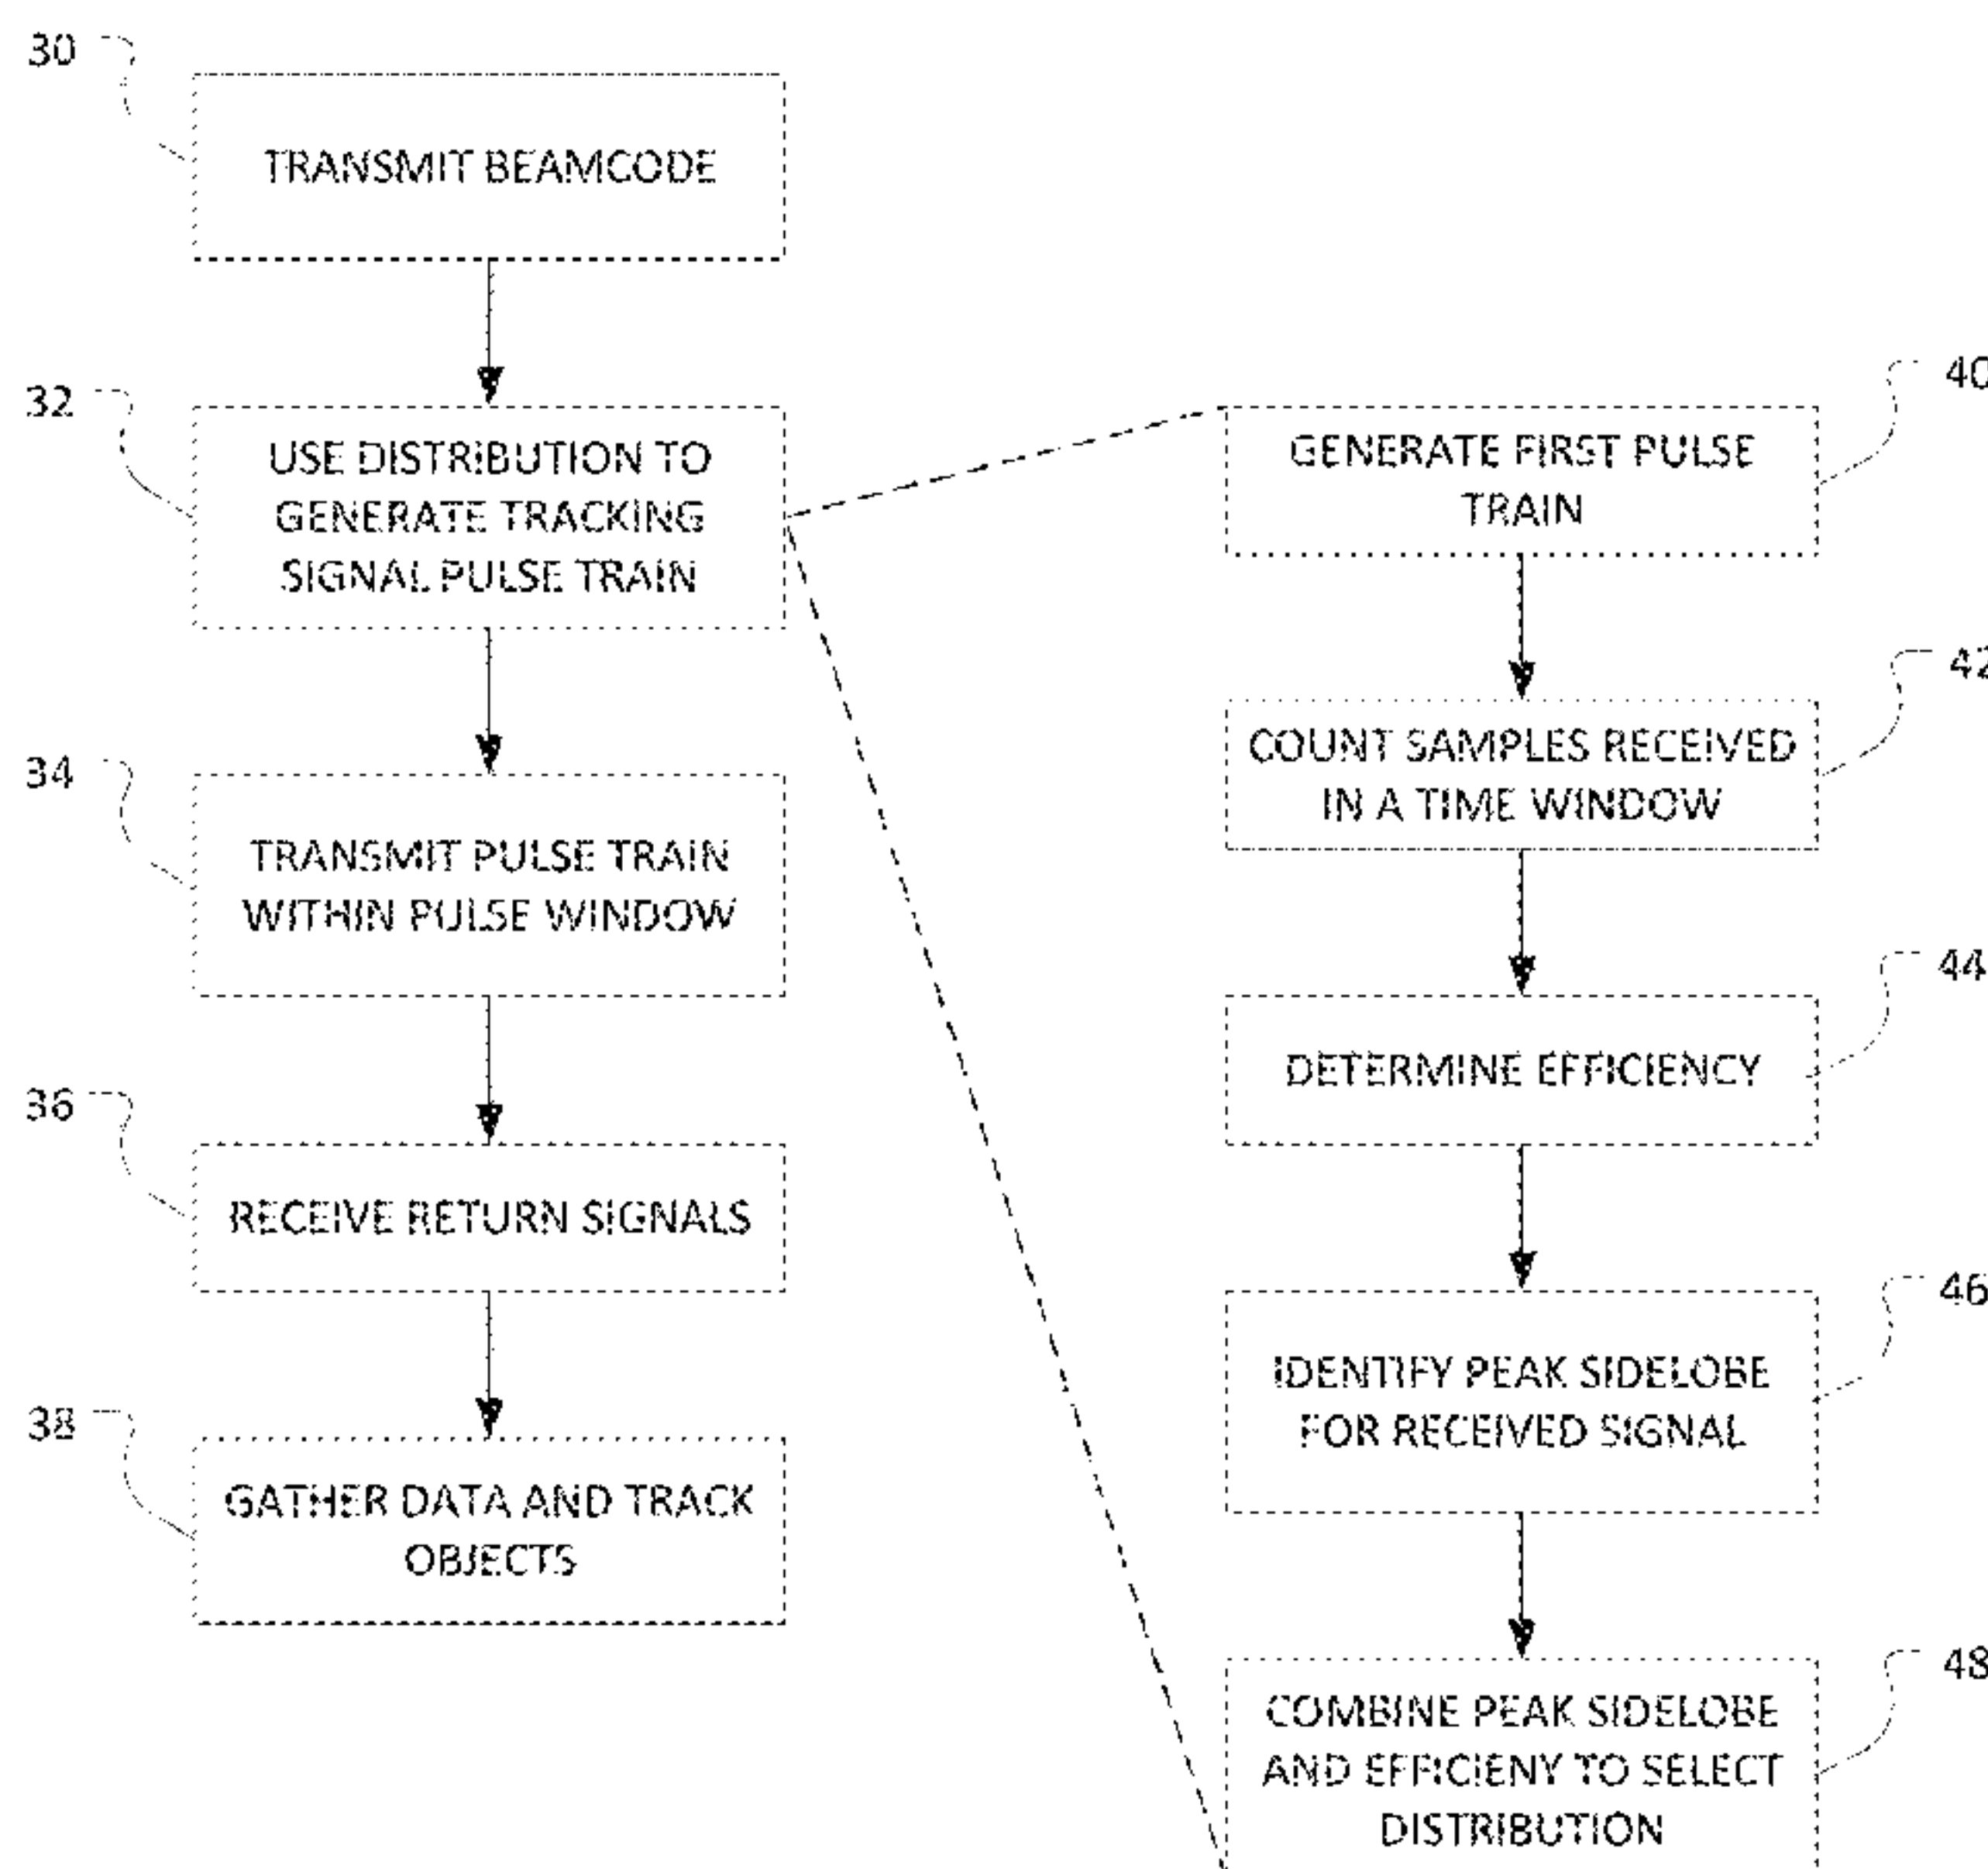 30
TRANSMIT BEAMCODE
32
USE DISTRIBUTION TO
GENERATE TRACKING
SIGNAL PULSE TRAIN
34
TRANSMIT PULSE TRAIN
WITHIN PULSE WINDOW
36
RECEIVE RETURN SIGNALS
38
GATHER DATA AND TRACK
OBJECTS
40
GENERATE FIRST PULSE
TRAIN
42
COUNT SAMPLES RECEIVED
IN A TIME WINDOW
44
DETERMINE EFFICIENCY
46
IDENTIFY PEAK SIDELOBE
FOR RECEIVED SIGNAL
48
COMBINE PEAK SIDELOBE
AND EFFICIENY TO SELECT
DISTRIBUTION